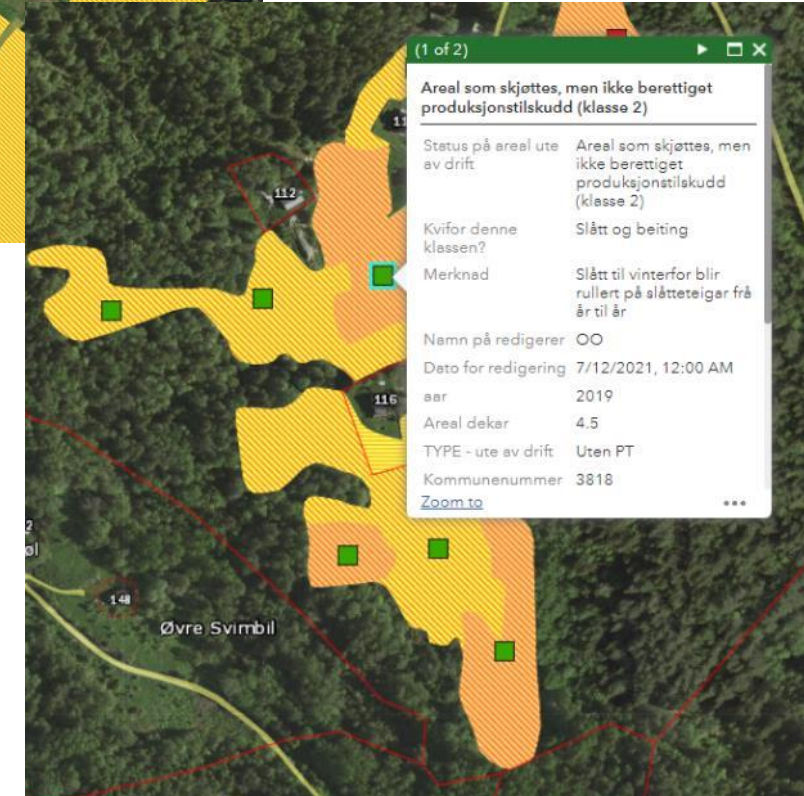 (1 of 2)
Areal som skjøttes, men ikke berettiget
produksjonstilskudd (klasse 2)
Status på areal ute
av drift
Areal som skjøttes, men
ikke berettiget
produksjonstilskudd
(klasse 2)
Kvifor denne
klassen?
Slått og beiting
Merknad
Slått til vinterfor blir
rullert på slåtteteigar frå
år til år
Namn på redigerer OO
Dato for redigering 7/12/2021, 12:00 AM
aar 2019
Areal dekar 4.5
TYPE - ute av drift Uten PT
Kommunenummer 3818
Zoom to
112
116
148
Øvre Svimbil